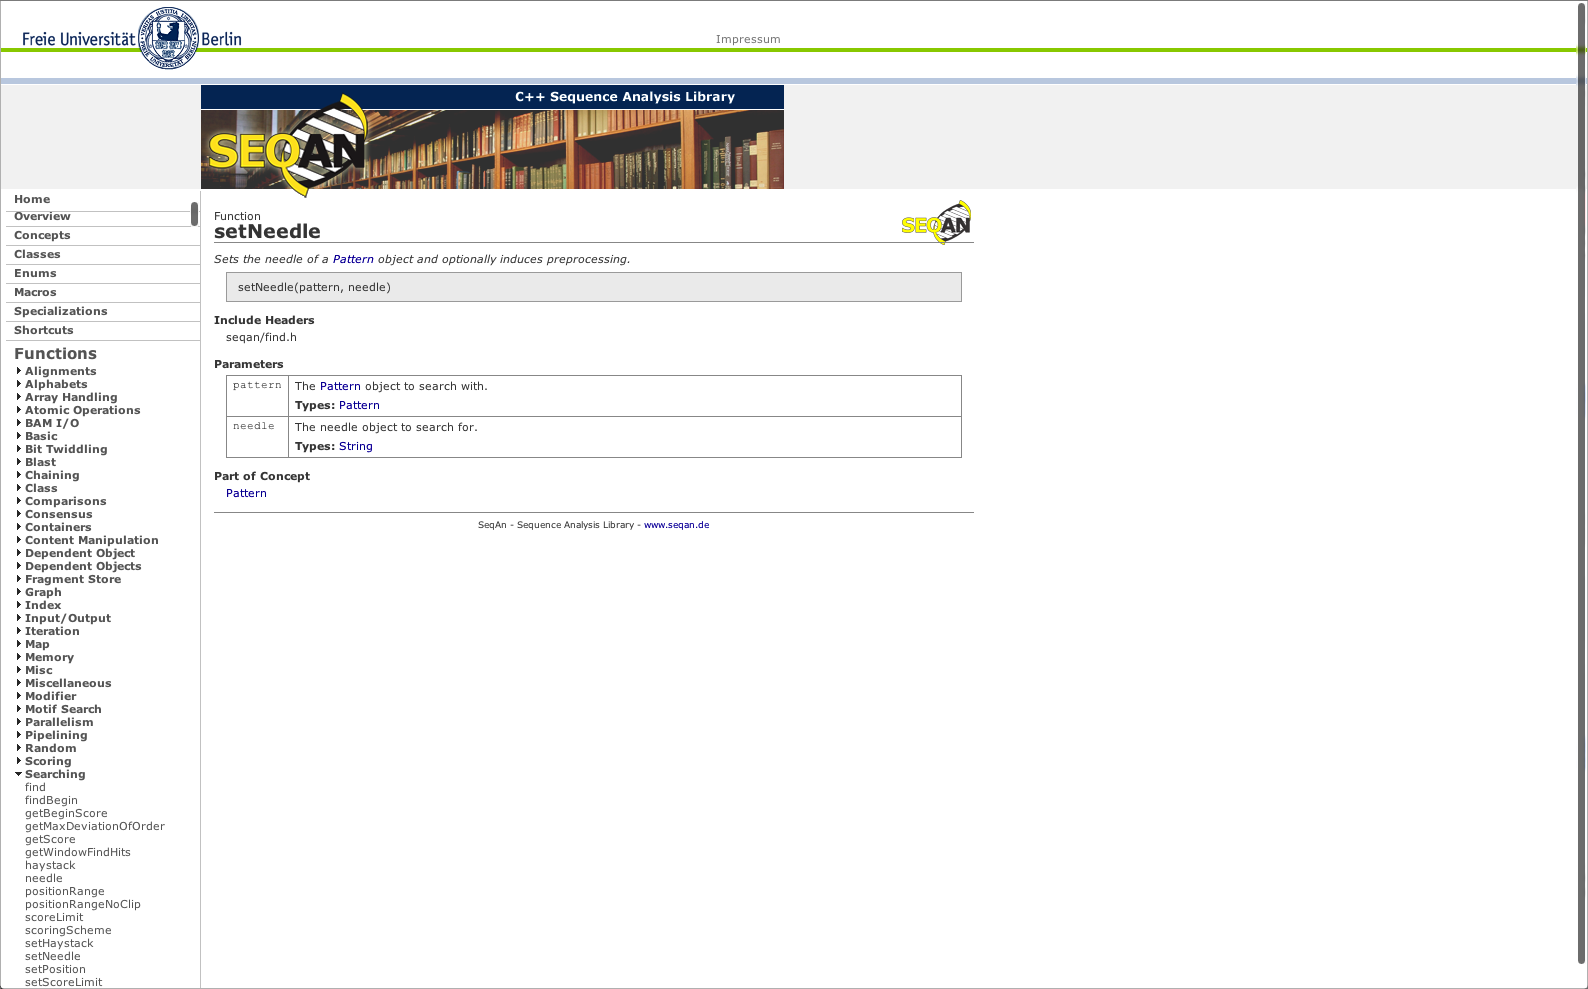 Freie Universität Berlin
Impressum
C++ Sequence Analysis Library
SEQAN
Home
Overview
Concepts
Classes
Enums
Macros
Specializations
Shortcuts
Functions
Alignments
Alphabets
Array Handling
Atomic Operations
BAM I/O
Basic
Bit Twiddling
Blast
Chaining
Class
Comparisons
Consensus
Containers
Content Manipulation
Dependent Object
Dependent Objects
Fragment Store
Graph
Index
Input/Output
Iteration
Map
Memory
Misc
Miscellaneous
Modifier
Motif Search
Parallelism
Pipelining
Random
Scoring
Searching
find
findBegin
getBeginScore
getMaxDeviationOfOrder
getScore
getWindowFindHits
haystack
needle
positionRange
positionRangeNoClip
scoreLimit
scoringScheme
setHaystack
setNeedle
setPosition
setScoreLimit
Function
setNeedle
SEQAN
Sets the needle of a Pattern object and optionally induces preprocessing.
setNeedle(pattern, needle)
Include Headers
seqan/find.h
Parameters
pattern The Pattern object to search with.
Types: Pattern
needle The needle object to search for.
Types: String
Part of Concept
Pattern
SeqAn - Sequence Analysis Library - www.seqan.de